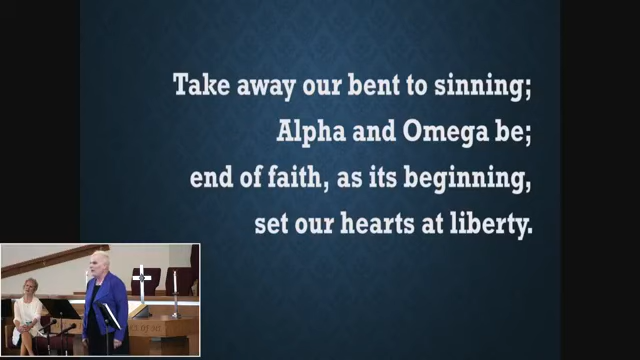 Take away our bent to sinning;
Alpha and Omega be;
end of faith, as its beginning,
set our hearts at liberty.